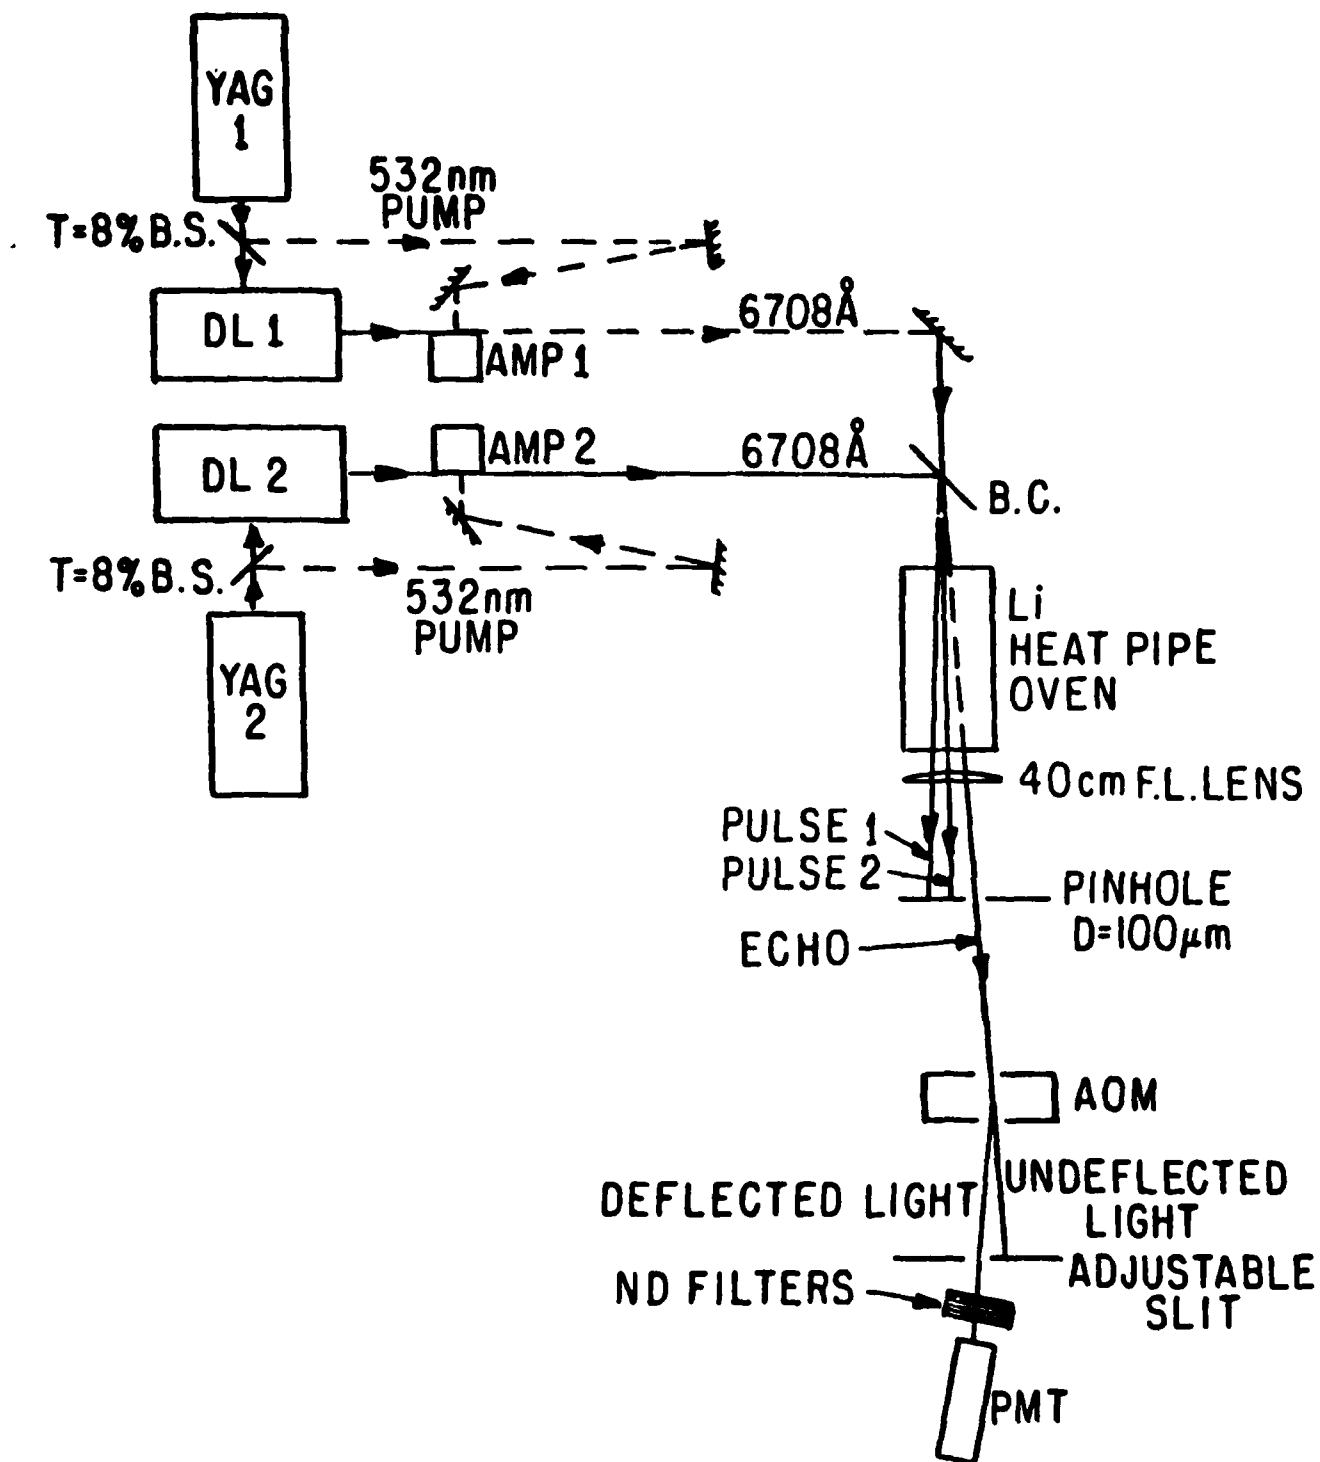 YAG
1
532nm
PUMP
T=8% B.S.
DL 1
6708Å
AMP 1
DL 2
AMP 2
6708Å
B.C.
T=8% B.S.
532nm
PUMP
YAG
2
Li
HEAT PIPE
OVEN
40cm F.L. LENS
PULSE 1
PULSE 2
PINHOLE
D=100μm
ECHO
AOM
DEFLECTED LIGHT
UNDEFLECTED
LIGHT
ADJUSTABLE
SLIT
ND FILTERS
PMT